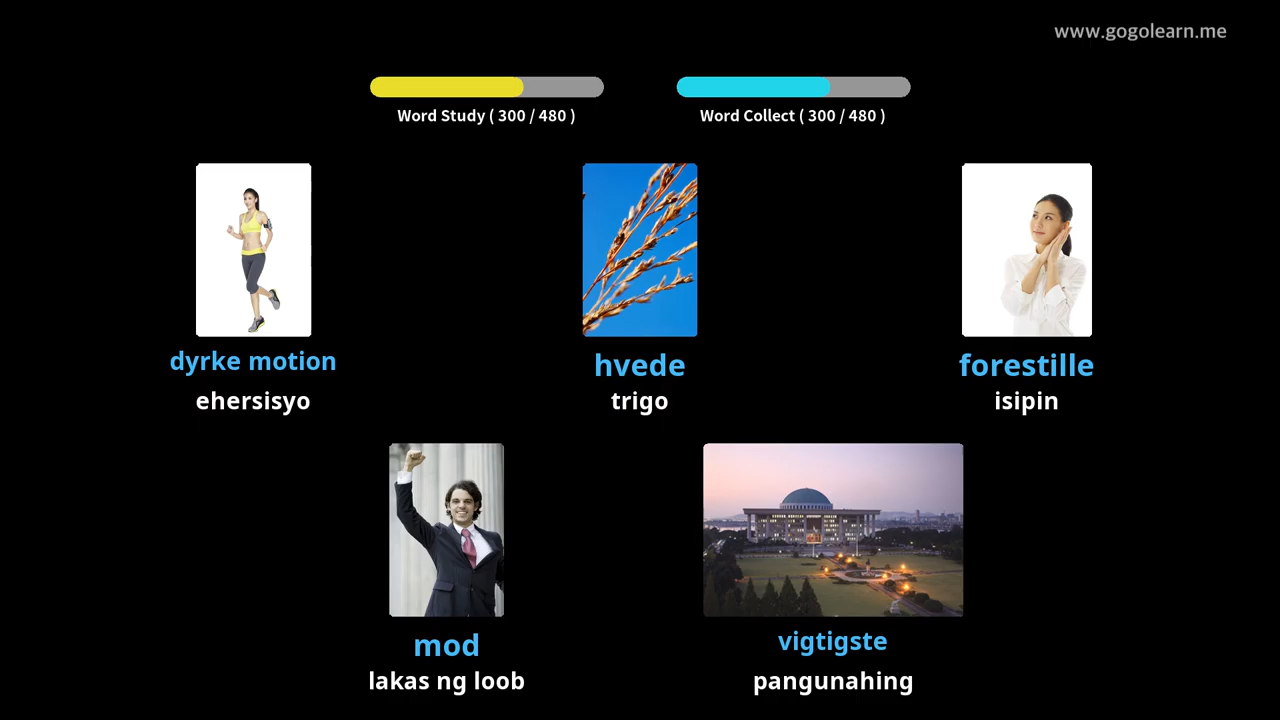 www.gogolearn.me
Word Study ( 300 / 480 )
Word Collect ( 300 / 480 )
dyrke motion
ehersisyo
hvede
trigo
forestille
isipin
mod
lakas ng loob
vigtigste
pangunahing